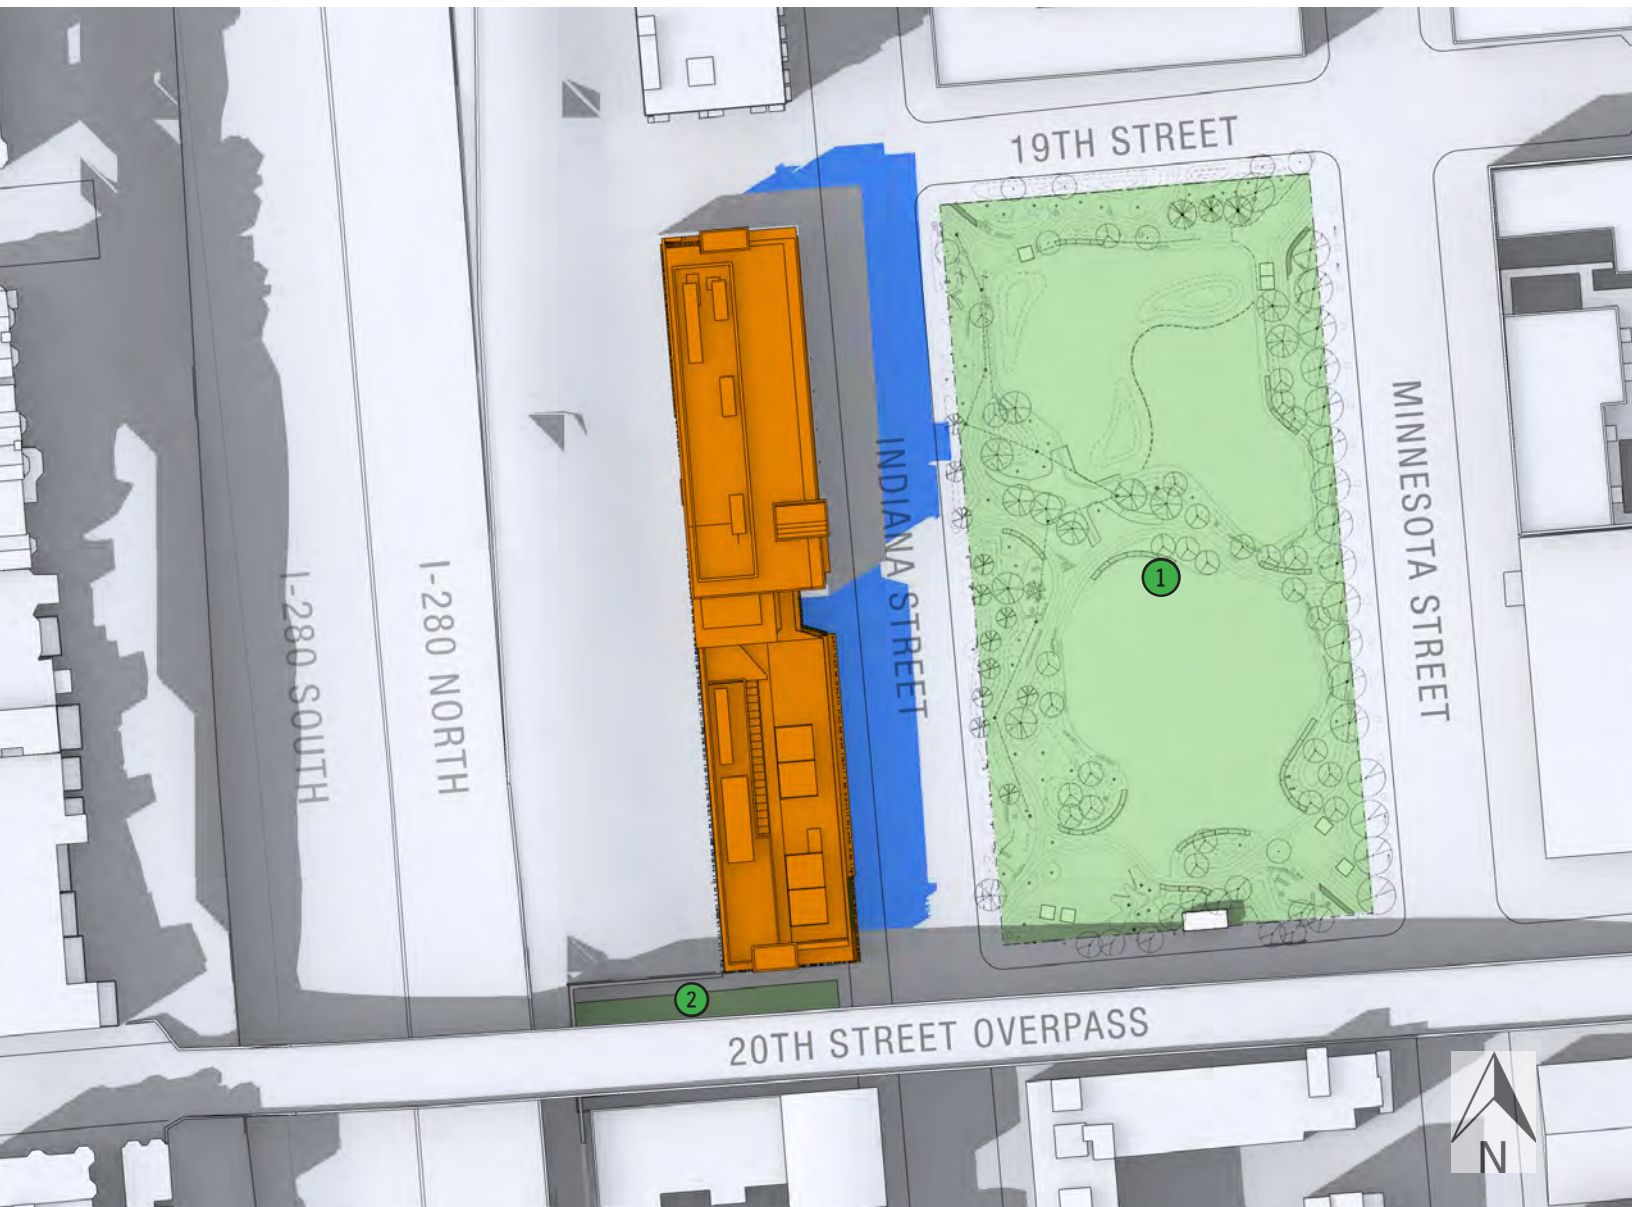 19TH STREET
INDIANA STREET
MINNESOTA STREET
1
I-280 SOUTH
I-280 NORTH
2
20TH STREET OVERPASS
N